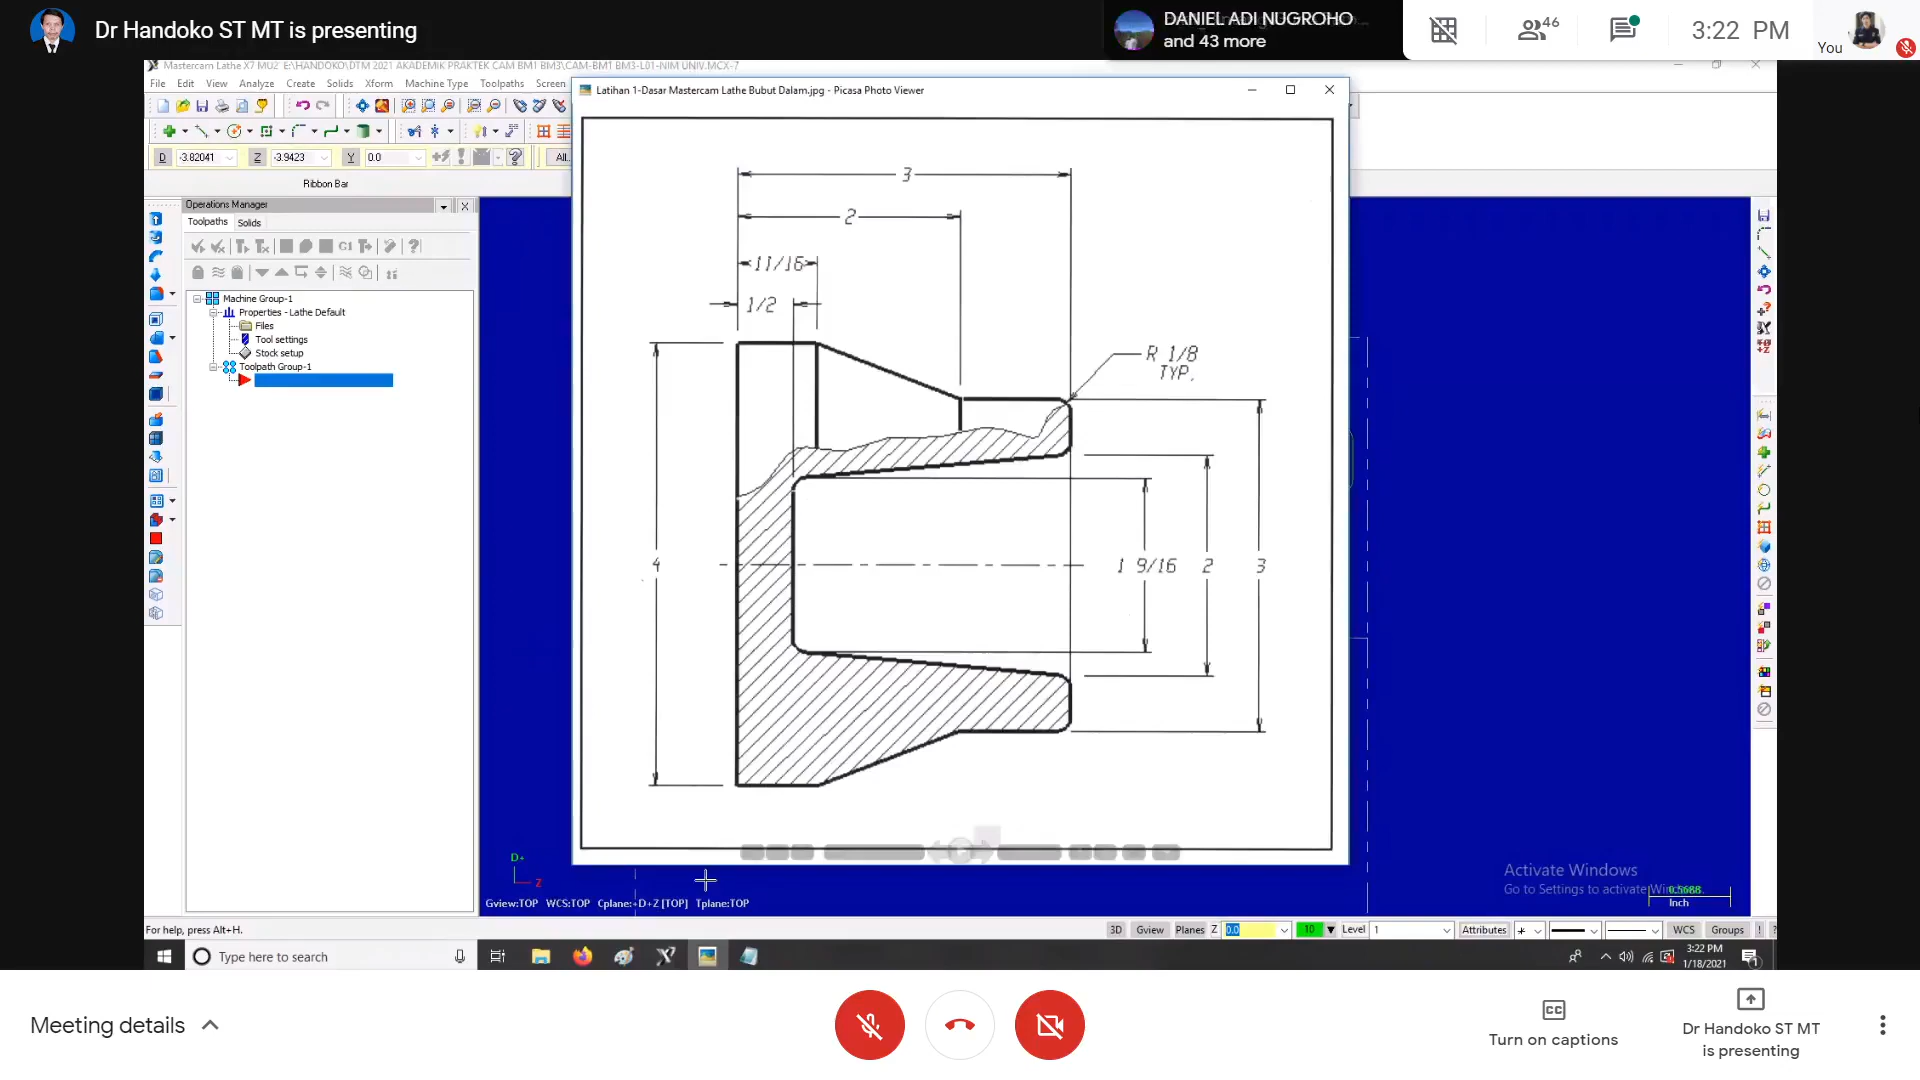 Dr Handoko ST MT is presenting
DANIEL ADI NUGROHO
and 43 more
46
3:22 PM
You
Mastercam Lathe X7 MU2 E:\HANDOKO\DTM 2021 AKADEMIK PRAKTEK CAM BM1 BM3\CAM-BM1 BM3-L01-NIM UNIV.MCX-7
File Edit View Analyze Create Solids Xform Machine Type Toolpaths Screen
Latihan 1-Dasar Mastercam Lathe Bubut Dalam.jpg - Picasa Photo Viewer
D -3.82041 Z -3.9423 Y 0.0 All..
Ribbon Bar
Operations Manager
Toolpaths Solids
G1
Machine Group-1
Properties - Lathe Default
Files
Tool settings
Stock setup
Toolpath Group-1
3
2
11/16
1/2
R 1/8
TYP.
4
1 9/16
2
3
D+
Z
Gview:TOP WCS:TOP Cplane:+D+Z [TOP] Tplane:TOP
Activate Windows
Go to Settings to activate Windows.
Inch
For help, press Alt+H.
3D Gview Planes Z 0.0 10 Level 1 Attributes WCS Groups ! ?
Type here to search
X7
3:22 PM
1/18/2021
Meeting details
Turn on captions
Dr Handoko ST MT
is presenting